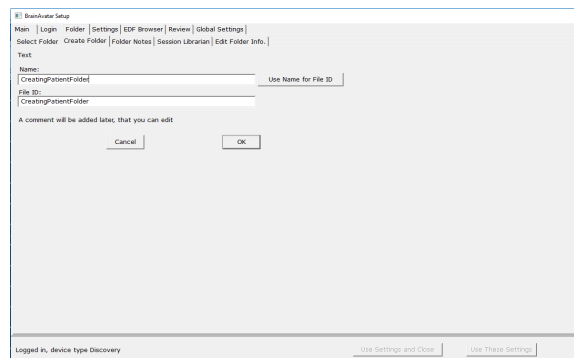 BrainAvatar Setup
Main Login Folder Settings EDF Browser Review Global Settings
Select Folder Create Folder Folder Notes Session Librarian Edit Folder Info.
Text
Name:
CreatingPatientFolder Use Name for File ID
File ID:
CreatingPatientFolder
A comment will be added later, that you can edit
Cancel OK
Logged in, device type Discovery Use Settings and Close Use These Settings